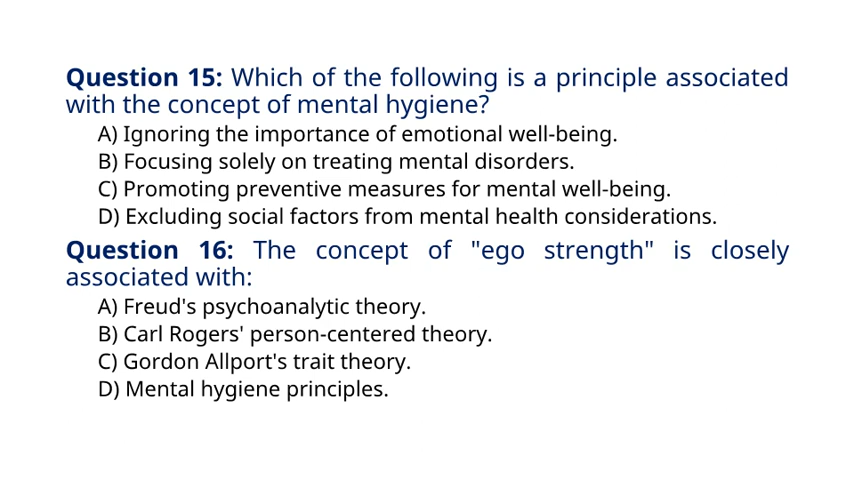 Question 15: Which of the following is a principle associated
with the concept of mental hygiene?
A) Ignoring the importance of emotional well-being.
B) Focusing solely on treating mental disorders.
C) Promoting preventive measures for mental well-being.
D) Excluding social factors from mental health considerations.
Question 16: The concept of "ego strength" is closely
associated with:
A) Freud's psychoanalytic theory.
B) Carl Rogers' person-centered theory.
C) Gordon Allport's trait theory.
D) Mental hygiene principles.